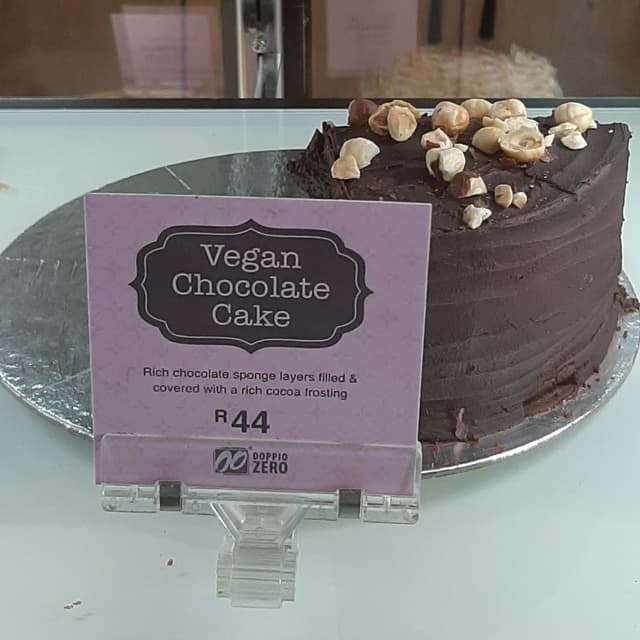 Vegan
Chocolate
Cake
Rich chocolate sponge layers filled &
covered with a rich cocoa frosting
R44
DOPPIO
ZERO